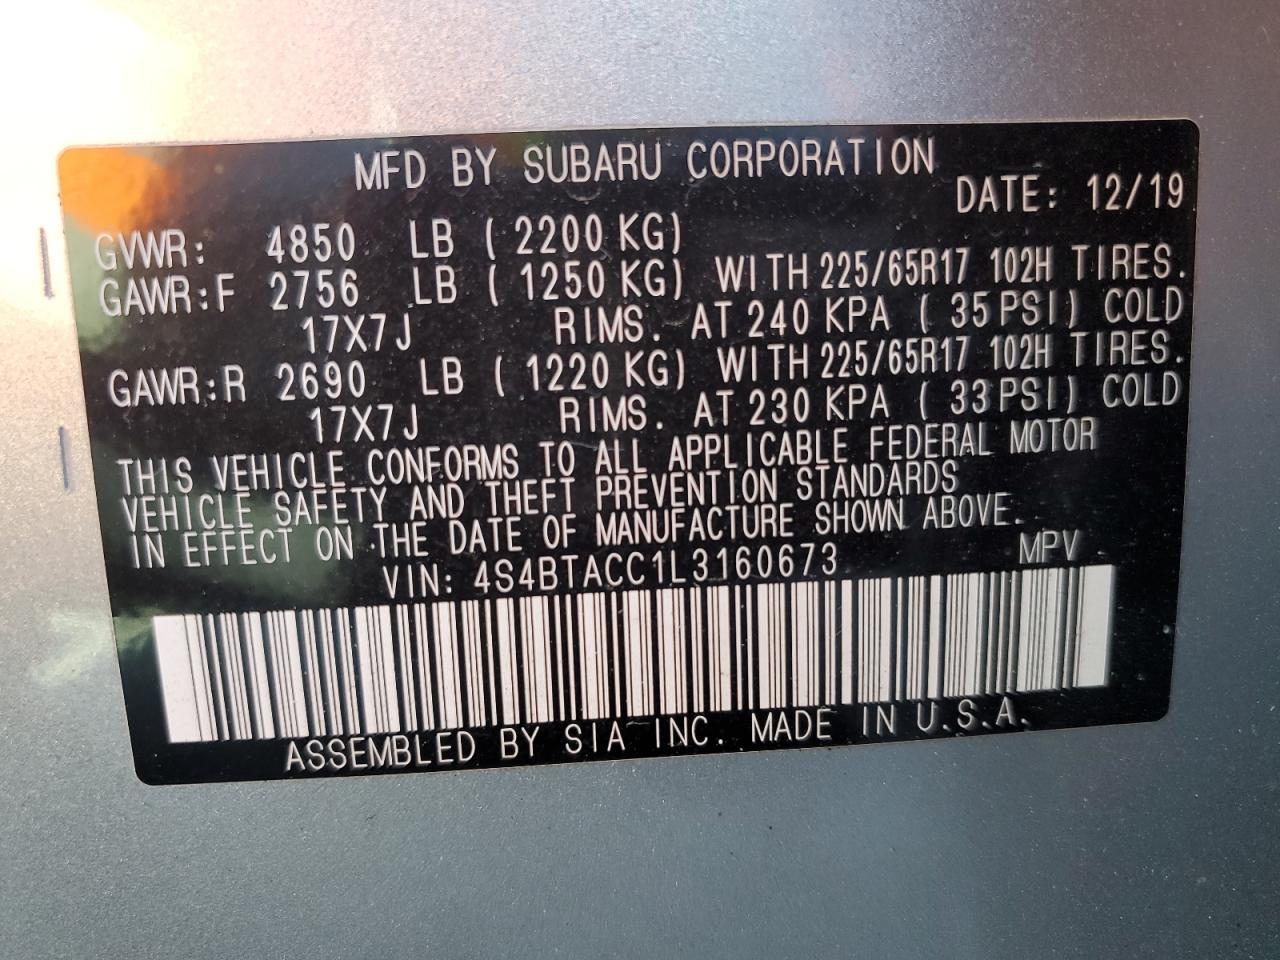 MFD BY SUBARU CORPORATION
DATE: 12/19
GVWR: 4850 LB ( 2200 KG)
GAWR:F 2756 LB ( 1250 KG) WITH 225/65R17 102H TIRES.
17X7J RIMS. AT 240 KPA ( 35 PSI) COLD
GAWR:R 2690 LB ( 1220 KG) WITH 225/65R17 102H TIRES.
17X7J RIMS. AT 230 KPA ( 33 PSI) COLD
THIS VEHICLE CONFORMS TO ALL APPLICABLE FEDERAL MOTOR
VEHICLE SAFETY AND THEFT PREVENTION STANDARDS
IN EFFECT ON THE DATE OF MANUFACTURE SHOWN ABOVE.
VIN: 4S4BTACC1L3160673 MPV
ASSEMBLED BY SIA INC. MADE IN U.S.A.